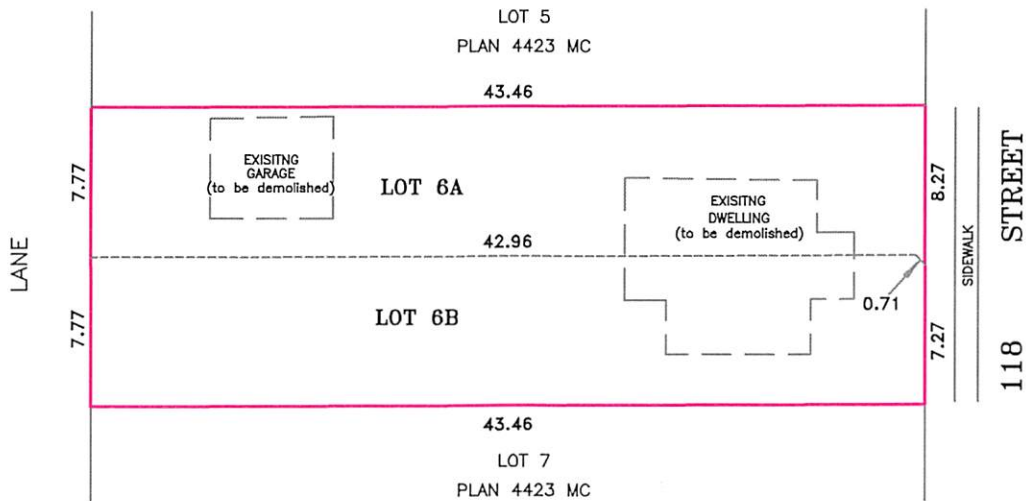 LOT 5
PLAN 4423 MC
43.46
EXISITNG
GARAGE
(to be demolished)
LOT 6A
EXISITNG
DWELLING
(to be demolished)
7.77
8.27
LANE
42.96
SIDEWALK
118 STREET
0.71
LOT 6B
7.77
7.27
43.46
LOT 7
PLAN 4423 MC